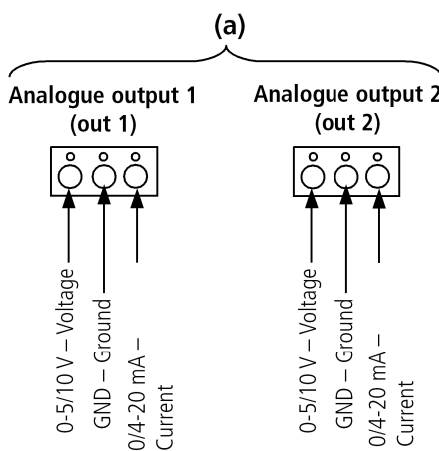 (a)
Analogue output 1
(out 1)
0-5/10 V – Voltage
GND – Ground
0/4-20 mA –
Current
Analogue output 2
(out 2)
0-5/10 V – Voltage
GND – Ground
0/4-20 mA –
Current